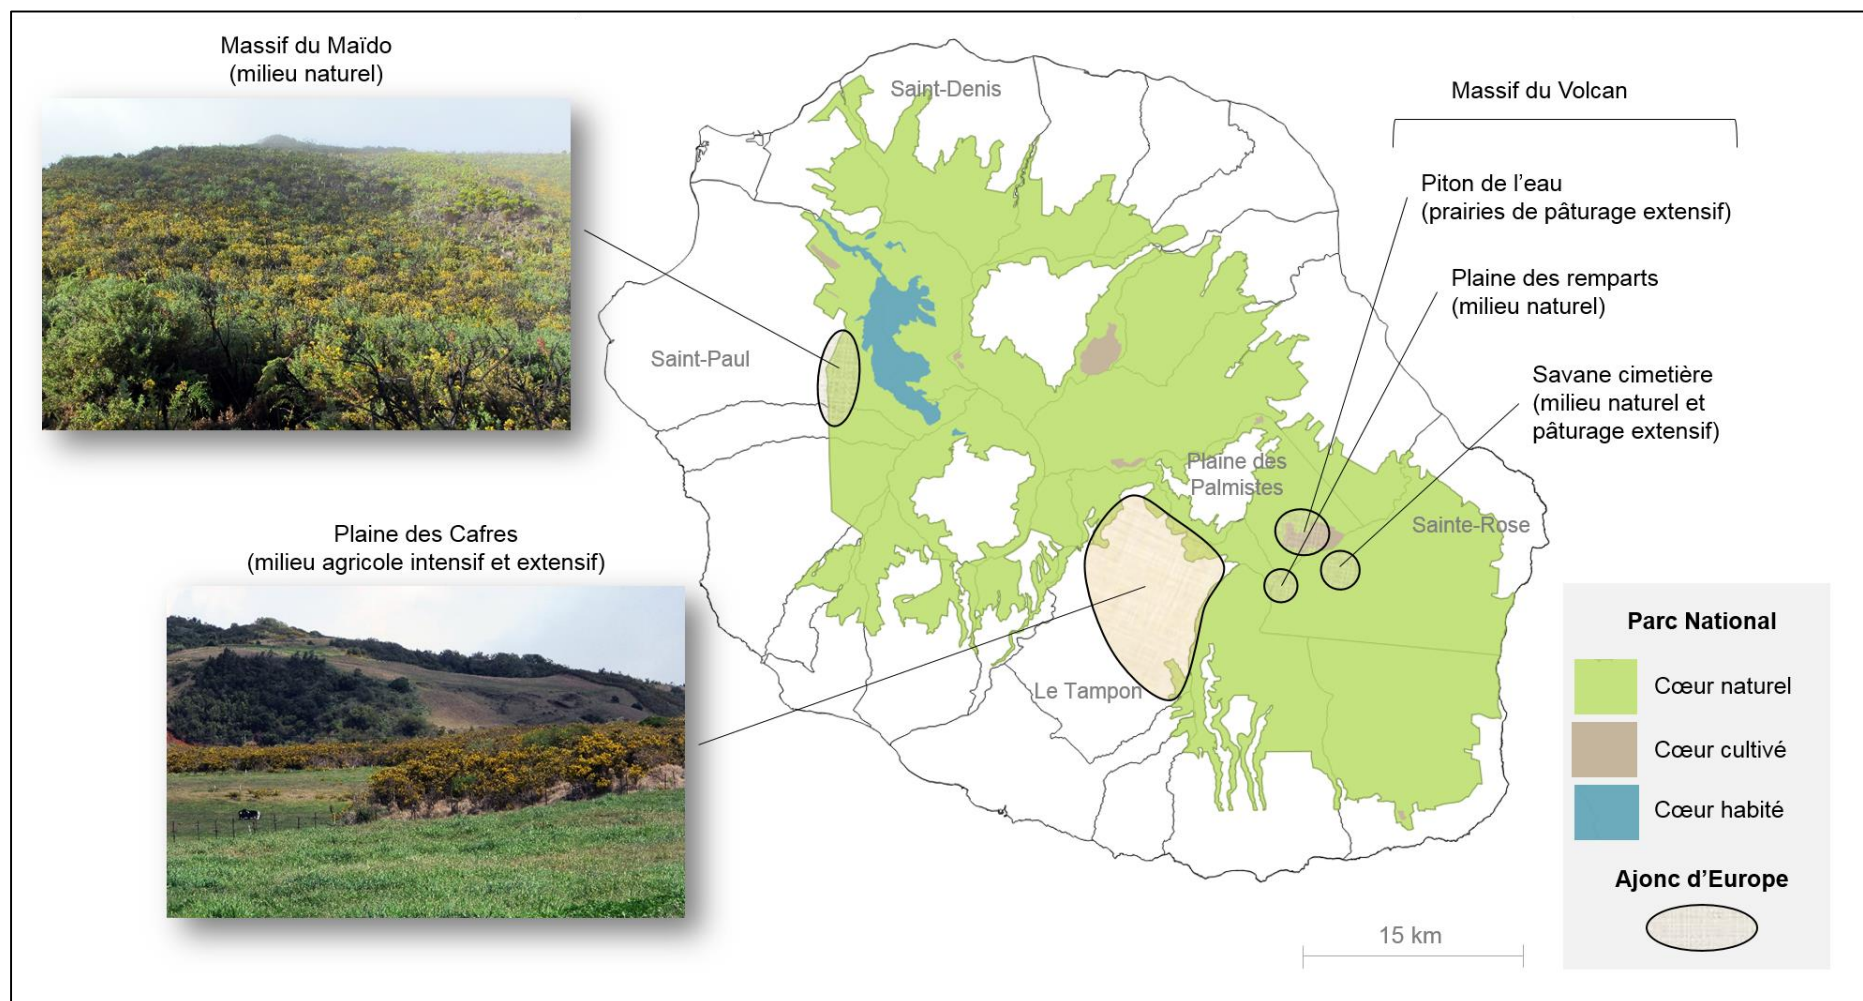 Massif du Maïdo
(milieu naturel)
Saint-Denis
Massif du Volcan
Piton de l’eau
(prairies de pâturage extensif)
Plaine des remparts
(milieu naturel)
Saint-Paul
Savane cimetière
(milieu naturel et
pâturage extensif)
Plaine des
Palmistes
Sainte-Rose
Plaine des Cafres
(milieu agricole intensif et extensif)
Le Tampon
Parc National
Cœur naturel
Cœur cultivé
Cœur habité
Ajonc d’Europe
15 km